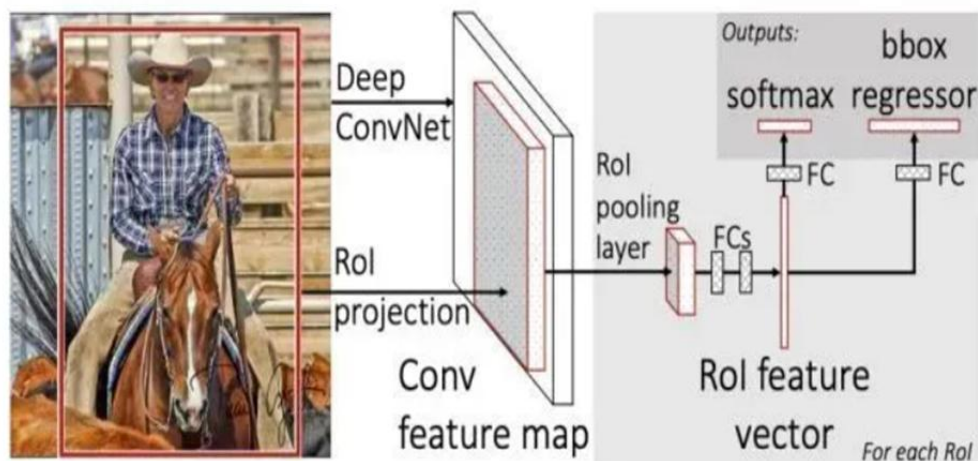 Deep
ConvNet
RoI
projection
Conv
feature map
RoI
pooling
layer
FCs
Outputs:
softmax
bbox
regressor
FC
FC
RoI feature
vector
For each RoI